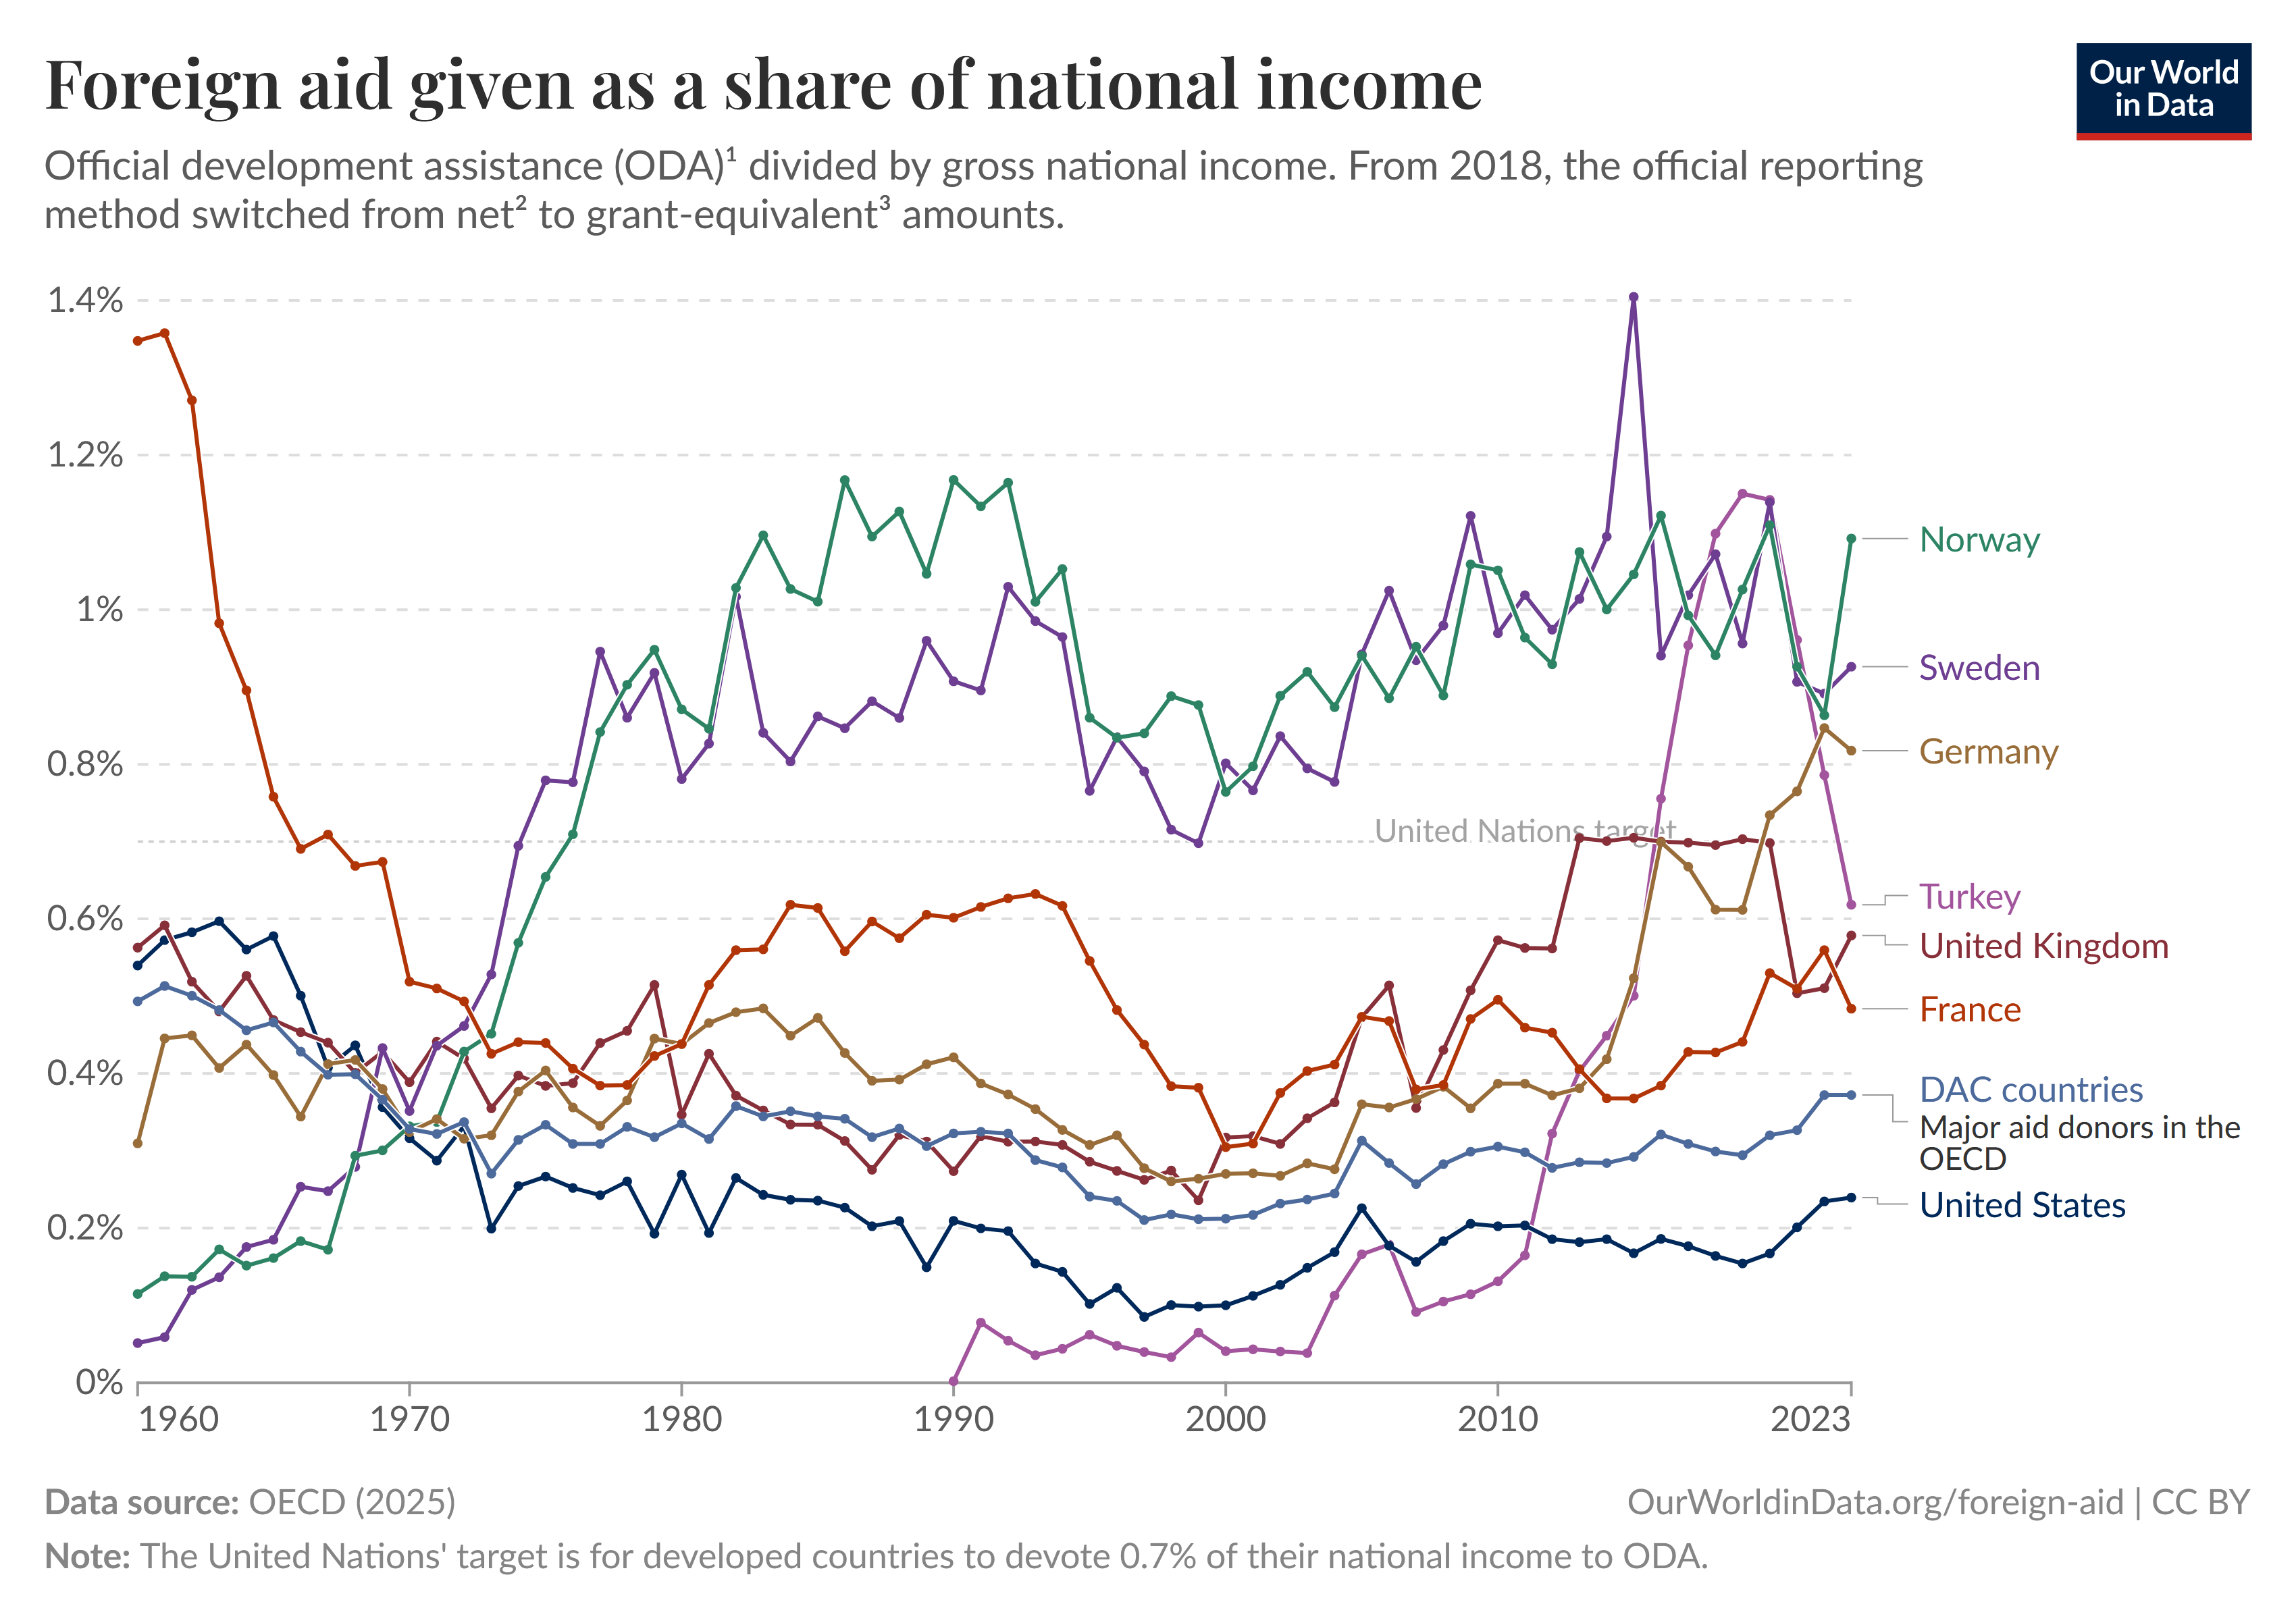 Foreign aid given as a share of national income
Our World
in Data
Official development assistance (ODA)¹ divided by gross national income. From 2018, the official reporting
method switched from net² to grant-equivalent³ amounts.
1.4%
1.2%
1%
0.8%
0.6%
0.4%
0.2%
0%
United Nations target
Norway
Sweden
Germany
Turkey
United Kingdom
France
DAC countries
Major aid donors in the
OECD
United States
1960 1970 1980 1990 2000 2010 2023
Data source: OECD (2025)
OurWorldinData.org/foreign-aid | CC BY
Note: The United Nations' target is for developed countries to devote 0.7% of their national income to ODA.